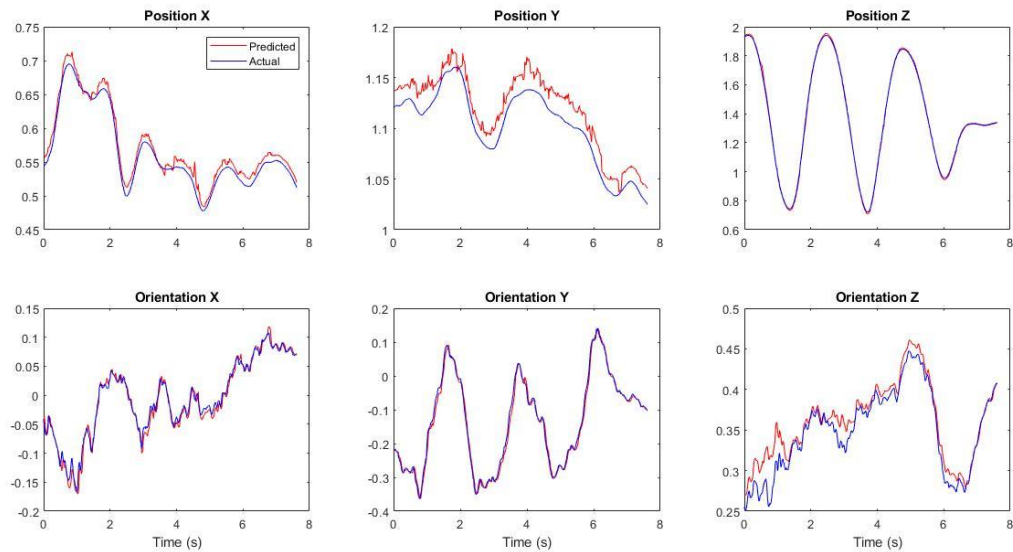 Position X
0.75
0.7
0.65
0.6
0.55
0.5
0.45
0 2 4 6 8
Predicted
Actual
Position Y
1.2
1.15
1.1
1.05
1
0 2 4 6 8
Position Z
2
1.8
1.6
1.4
1.2
1
0.8
0.6
0 2 4 6 8
Orientation X
0.15
0.1
0.05
0
-0.05
-0.1
-0.15
-0.2
0 2 4 6 8
Time (s)
Orientation Y
0.2
0.1
0
-0.1
-0.2
-0.3
-0.4
0 2 4 6 8
Time (s)
Orientation Z
0.5
0.45
0.4
0.35
0.3
0.25
0 2 4 6 8
Time (s)